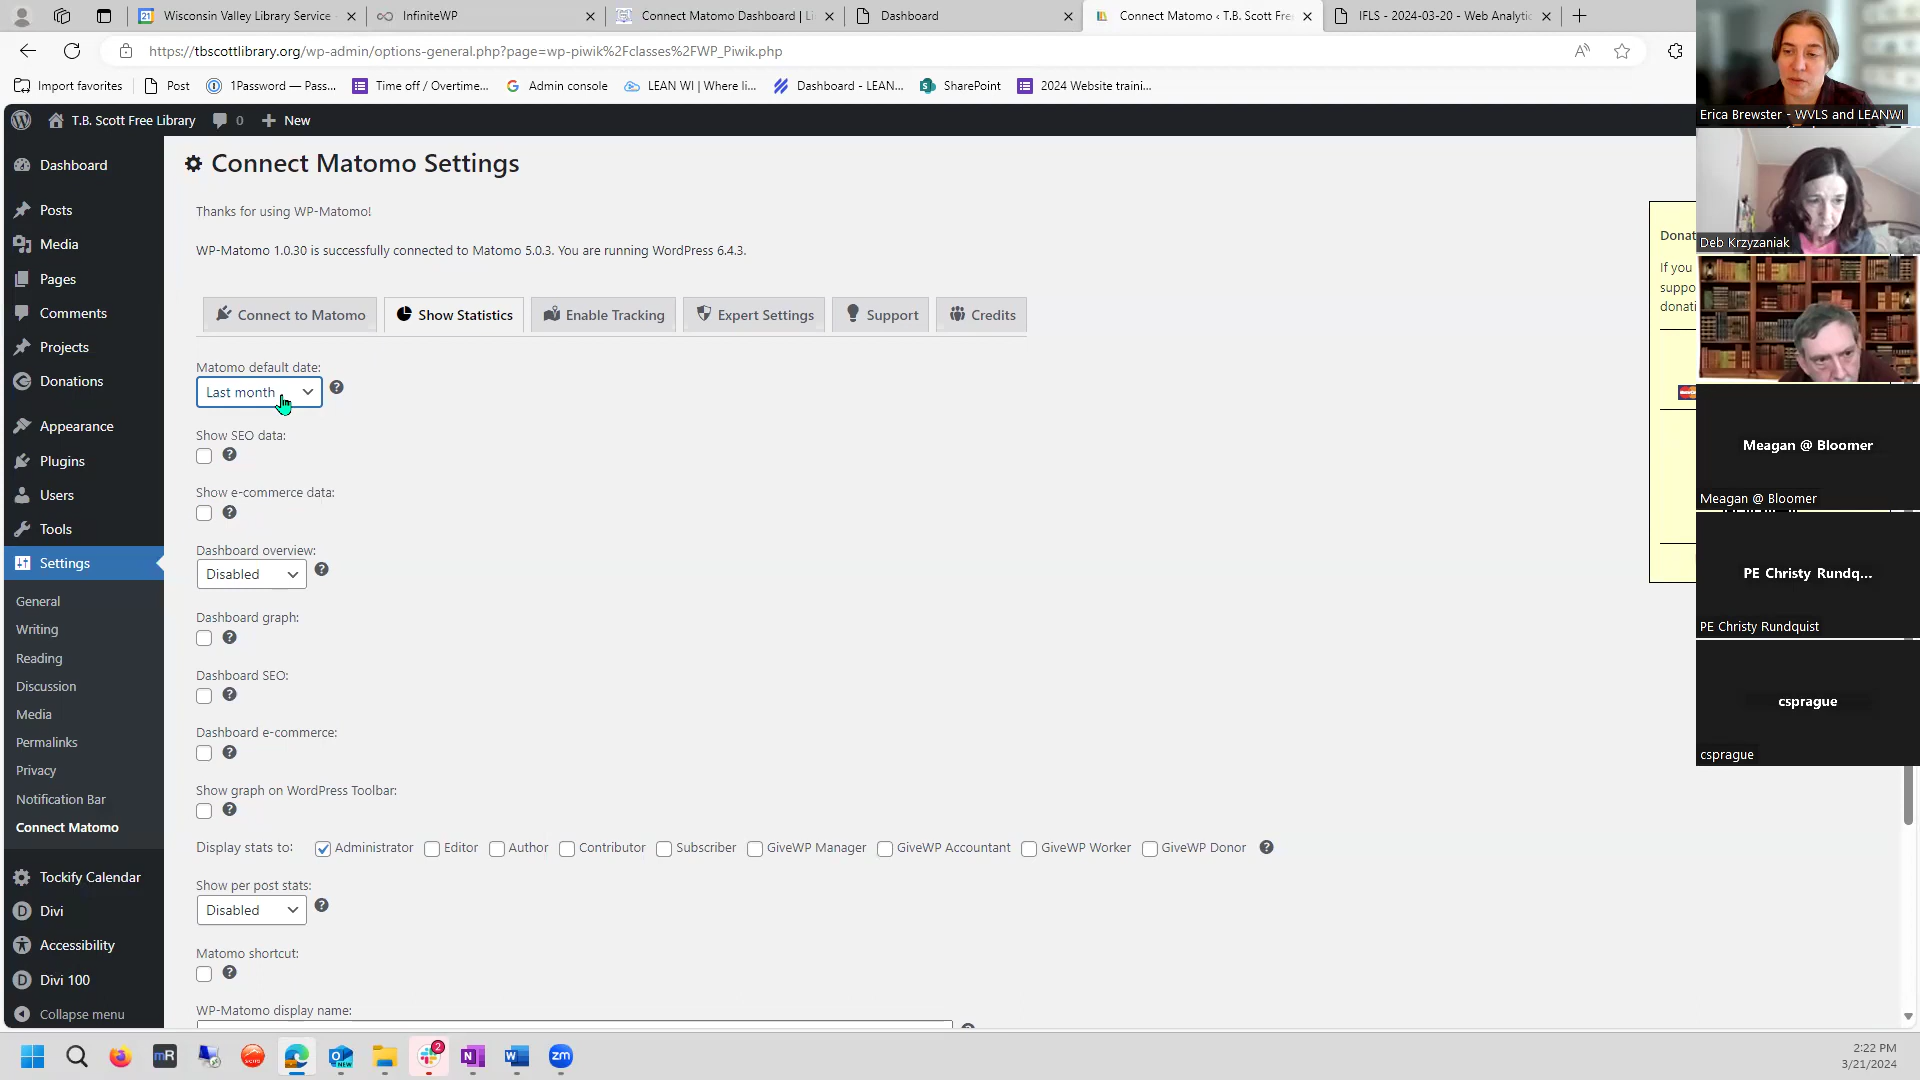 Wisconsin Valley Library Service
InfiniteWP
Connect Matomo Dashboard | Li
Dashboard
Connect Matomo ‹ T.B. Scott Free
IFLS - 2024-03-20 - Web Analytic
https://tbscottlibrary.org/wp-admin/options-general.php?page=wp-piwik%2Fclasses%2FWP_Piwik.php
Import favorites
Post
1Password — Pass...
Time off / Overtime...
Admin console
LEAN WI | Where li...
Dashboard - LEAN...
SharePoint
2024 Website traini...
T.B. Scott Free Library
0
New
Dashboard
Posts
Media
Pages
Comments
Projects
Donations
Appearance
Plugins
Users
Tools
Settings
General
Writing
Reading
Discussion
Media
Permalinks
Privacy
Notification Bar
Connect Matomo
Tockify Calendar
Divi
Accessibility
Divi 100
Collapse menu
Connect Matomo Settings
Thanks for using WP-Matomo!
WP-Matomo 1.0.30 is successfully connected to Matomo 5.0.3. You are running WordPress 6.4.3.
Connect to Matomo
Show Statistics
Enable Tracking
Expert Settings
Support
Credits
Matomo default date:
Last month
Show SEO data:
Show e-commerce data:
Dashboard overview:
Disabled
Dashboard graph:
Dashboard SEO:
Dashboard e-commerce:
Show graph on WordPress Toolbar:
Display stats to: Administrator Editor Author Contributor Subscriber GiveWP Manager GiveWP Accountant GiveWP Worker GiveWP Donor
Show per post stats:
Disabled
Matomo shortcut:
WP-Matomo display name:
Donat
If you
suppo
donati
Erica Brewster - WVLS and LEANWI
Deb Krzyzaniak
Meagan @ Bloomer
Meagan @ Bloomer
PE Christy Rundq...
PE Christy Rundquist
csprague
csprague
2
2:22 PM
3/21/2024